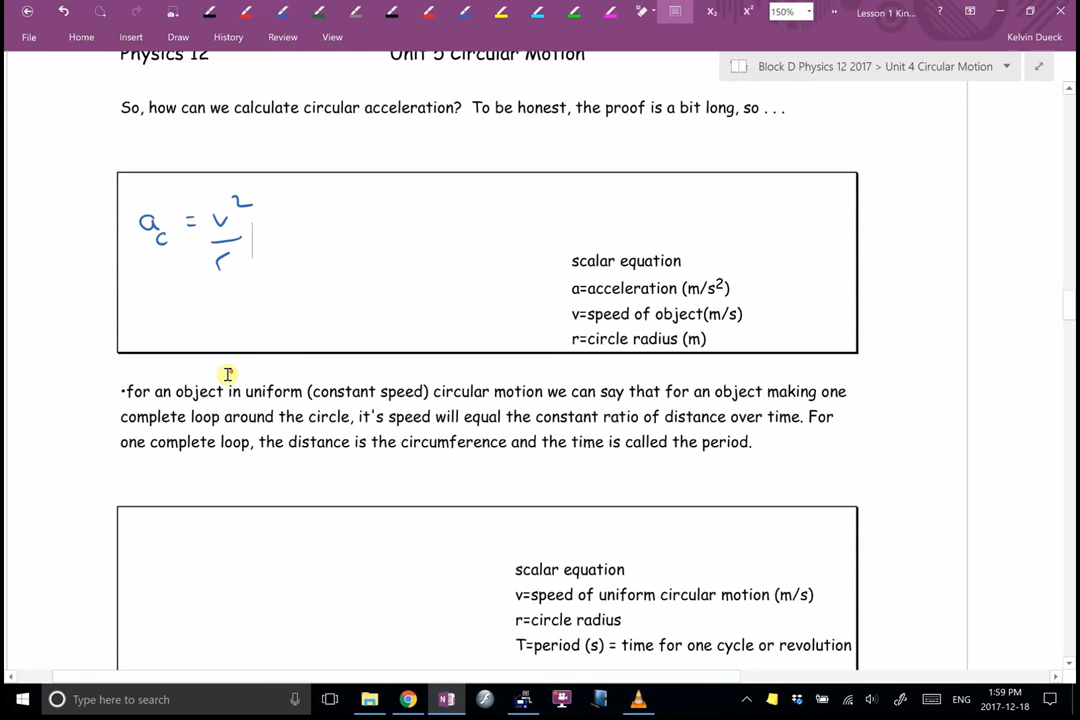 x₂ x² 150% Lesson 1 Kin... ?
File Home Insert Draw History Review View Kelvin Dueck
Physics 12 Unit 5 Circular Motion
Block D Physics 12 2017 > Unit 4 Circular Motion
So, how can we calculate circular acceleration? To be honest, the proof is a bit long, so . . .
a_c = v²/r
scalar equation
a=acceleration (m/s²)
v=speed of object(m/s)
r=circle radius (m)
•for an object in uniform (constant speed) circular motion we can say that for an object making one
complete loop around the circle, it's speed will equal the constant ratio of distance over time. For
one complete loop, the distance is the circumference and the time is called the period.
scalar equation
v=speed of uniform circular motion (m/s)
r=circle radius
T=period (s) = time for one cycle or revolution
Type here to search
ENG
1:59 PM
2017-12-18